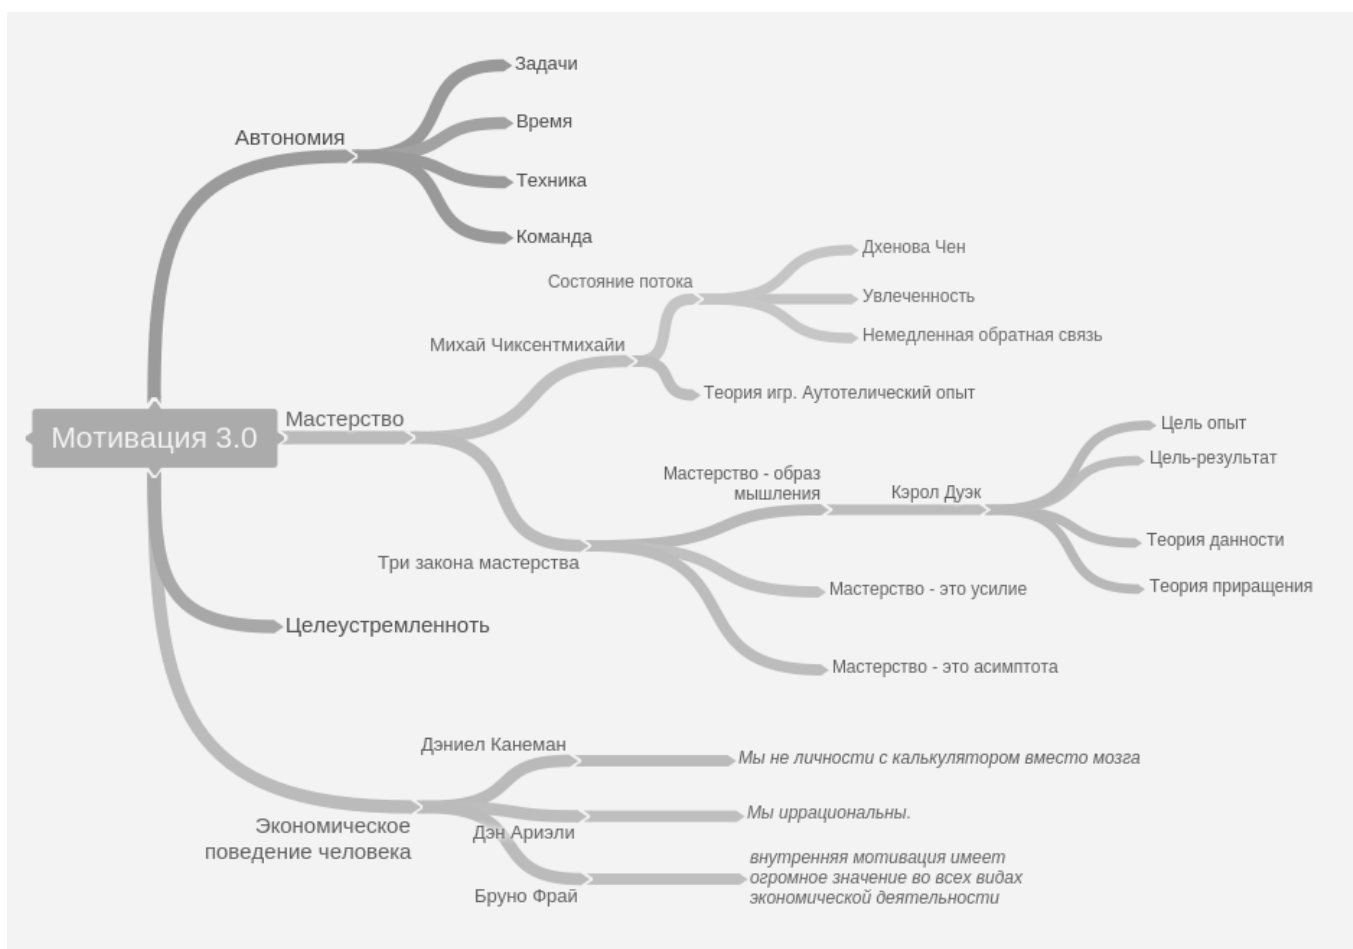 Мотивация 3.0
Автономия
Задачи
Время
Техника
Команда
Мастерство
Михай Чиксентмихайи
Состояние потока
Дхенова Чен
Увлеченность
Немедленная обратная связь
Теория игр. Аутотелический опыт
Три закона мастерства
Мастерство - образ
мышления
Кэрол Дуэк
Цель опыт
Цель-результат
Теория данности
Теория приращения
Мастерство - это усилие
Мастерство - это асимптота
Целеустремленноть
Экономическое
поведение человека
Дэниел Канеман
Мы не личности с калькулятором вместо мозга
Дэн Ариэли
Мы иррациональны.
Бруно Фрай
внутренняя мотивация имеет
огромное значение во всех видах
экономической деятельности